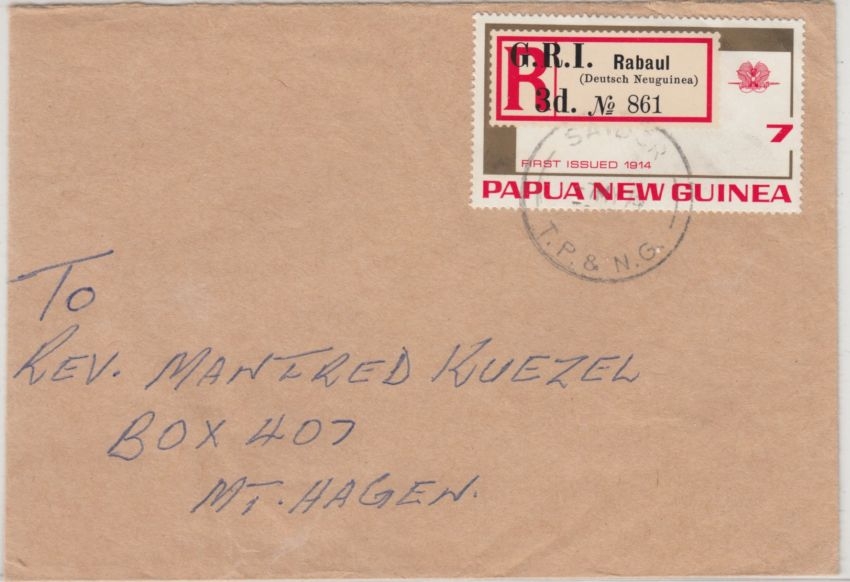 G.R.I. Rabaul
(Deutsch Neuguinea)
R 3d. № 861
7
FIRST ISSUED 1914
PAPUA NEW GUINEA
SAIDOR
T.P. & N.G.
To
REV. MANFRED KUEZEL
BOX 407
MT. HAGEN.